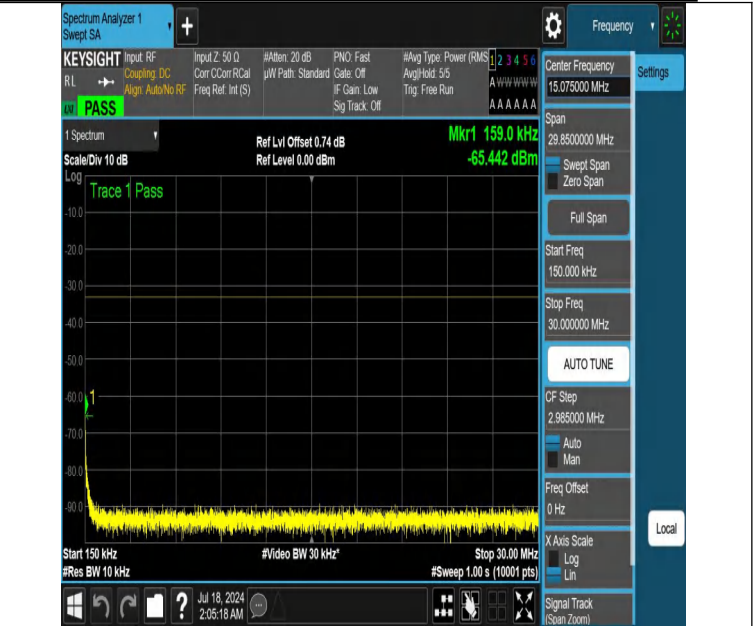 Spectrum Analyzer 1
Swept SA
+
Frequency
KEYSIGHT
RL
PASS
Input: RF
Coupling: DC
Align: Auto/No RF
Input Z: 50 Ω
Corr CCorr RCal
Freq Ref: Int (S)
#Atten: 20 dB
µW Path: Standard
PNO: Fast
Gate: Off
IF Gain: Low
Sig Track: Off
#Avg Type: Power (RMS
Avg|Hold: 5/5
Trig: Free Run
1 2 3 4 5 6
A W W W W W
A A A A A A
1 Spectrum
Scale/Div 10 dB
Ref Lvl Offset 0.74 dB
Ref Level 0.00 dBm
Mkr1 159.0 kHz
-65.442 dBm
Log
Trace 1 Pass
-10.0
-20.0
-30.0
-40.0
-50.0
-60.0
1
-70.0
-80.0
-90.0
Start 150 kHz
#Video BW 30 kHz*
Stop 30.00 MHz
#Res BW 10 kHz
#Sweep 1.00 s (10001 pts)
Jul 18, 2024
2:05:18 AM
?
Center Frequency
15.075000 MHz
Settings
Span
29.8500000 MHz
Swept Span
Zero Span
Full Span
Start Freq
150.000 kHz
Stop Freq
30.000000 MHz
AUTO TUNE
CF Step
2.985000 MHz
Auto
Man
Freq Offset
0 Hz
X Axis Scale
Log
Lin
Local
Signal Track
(Span Zoom)